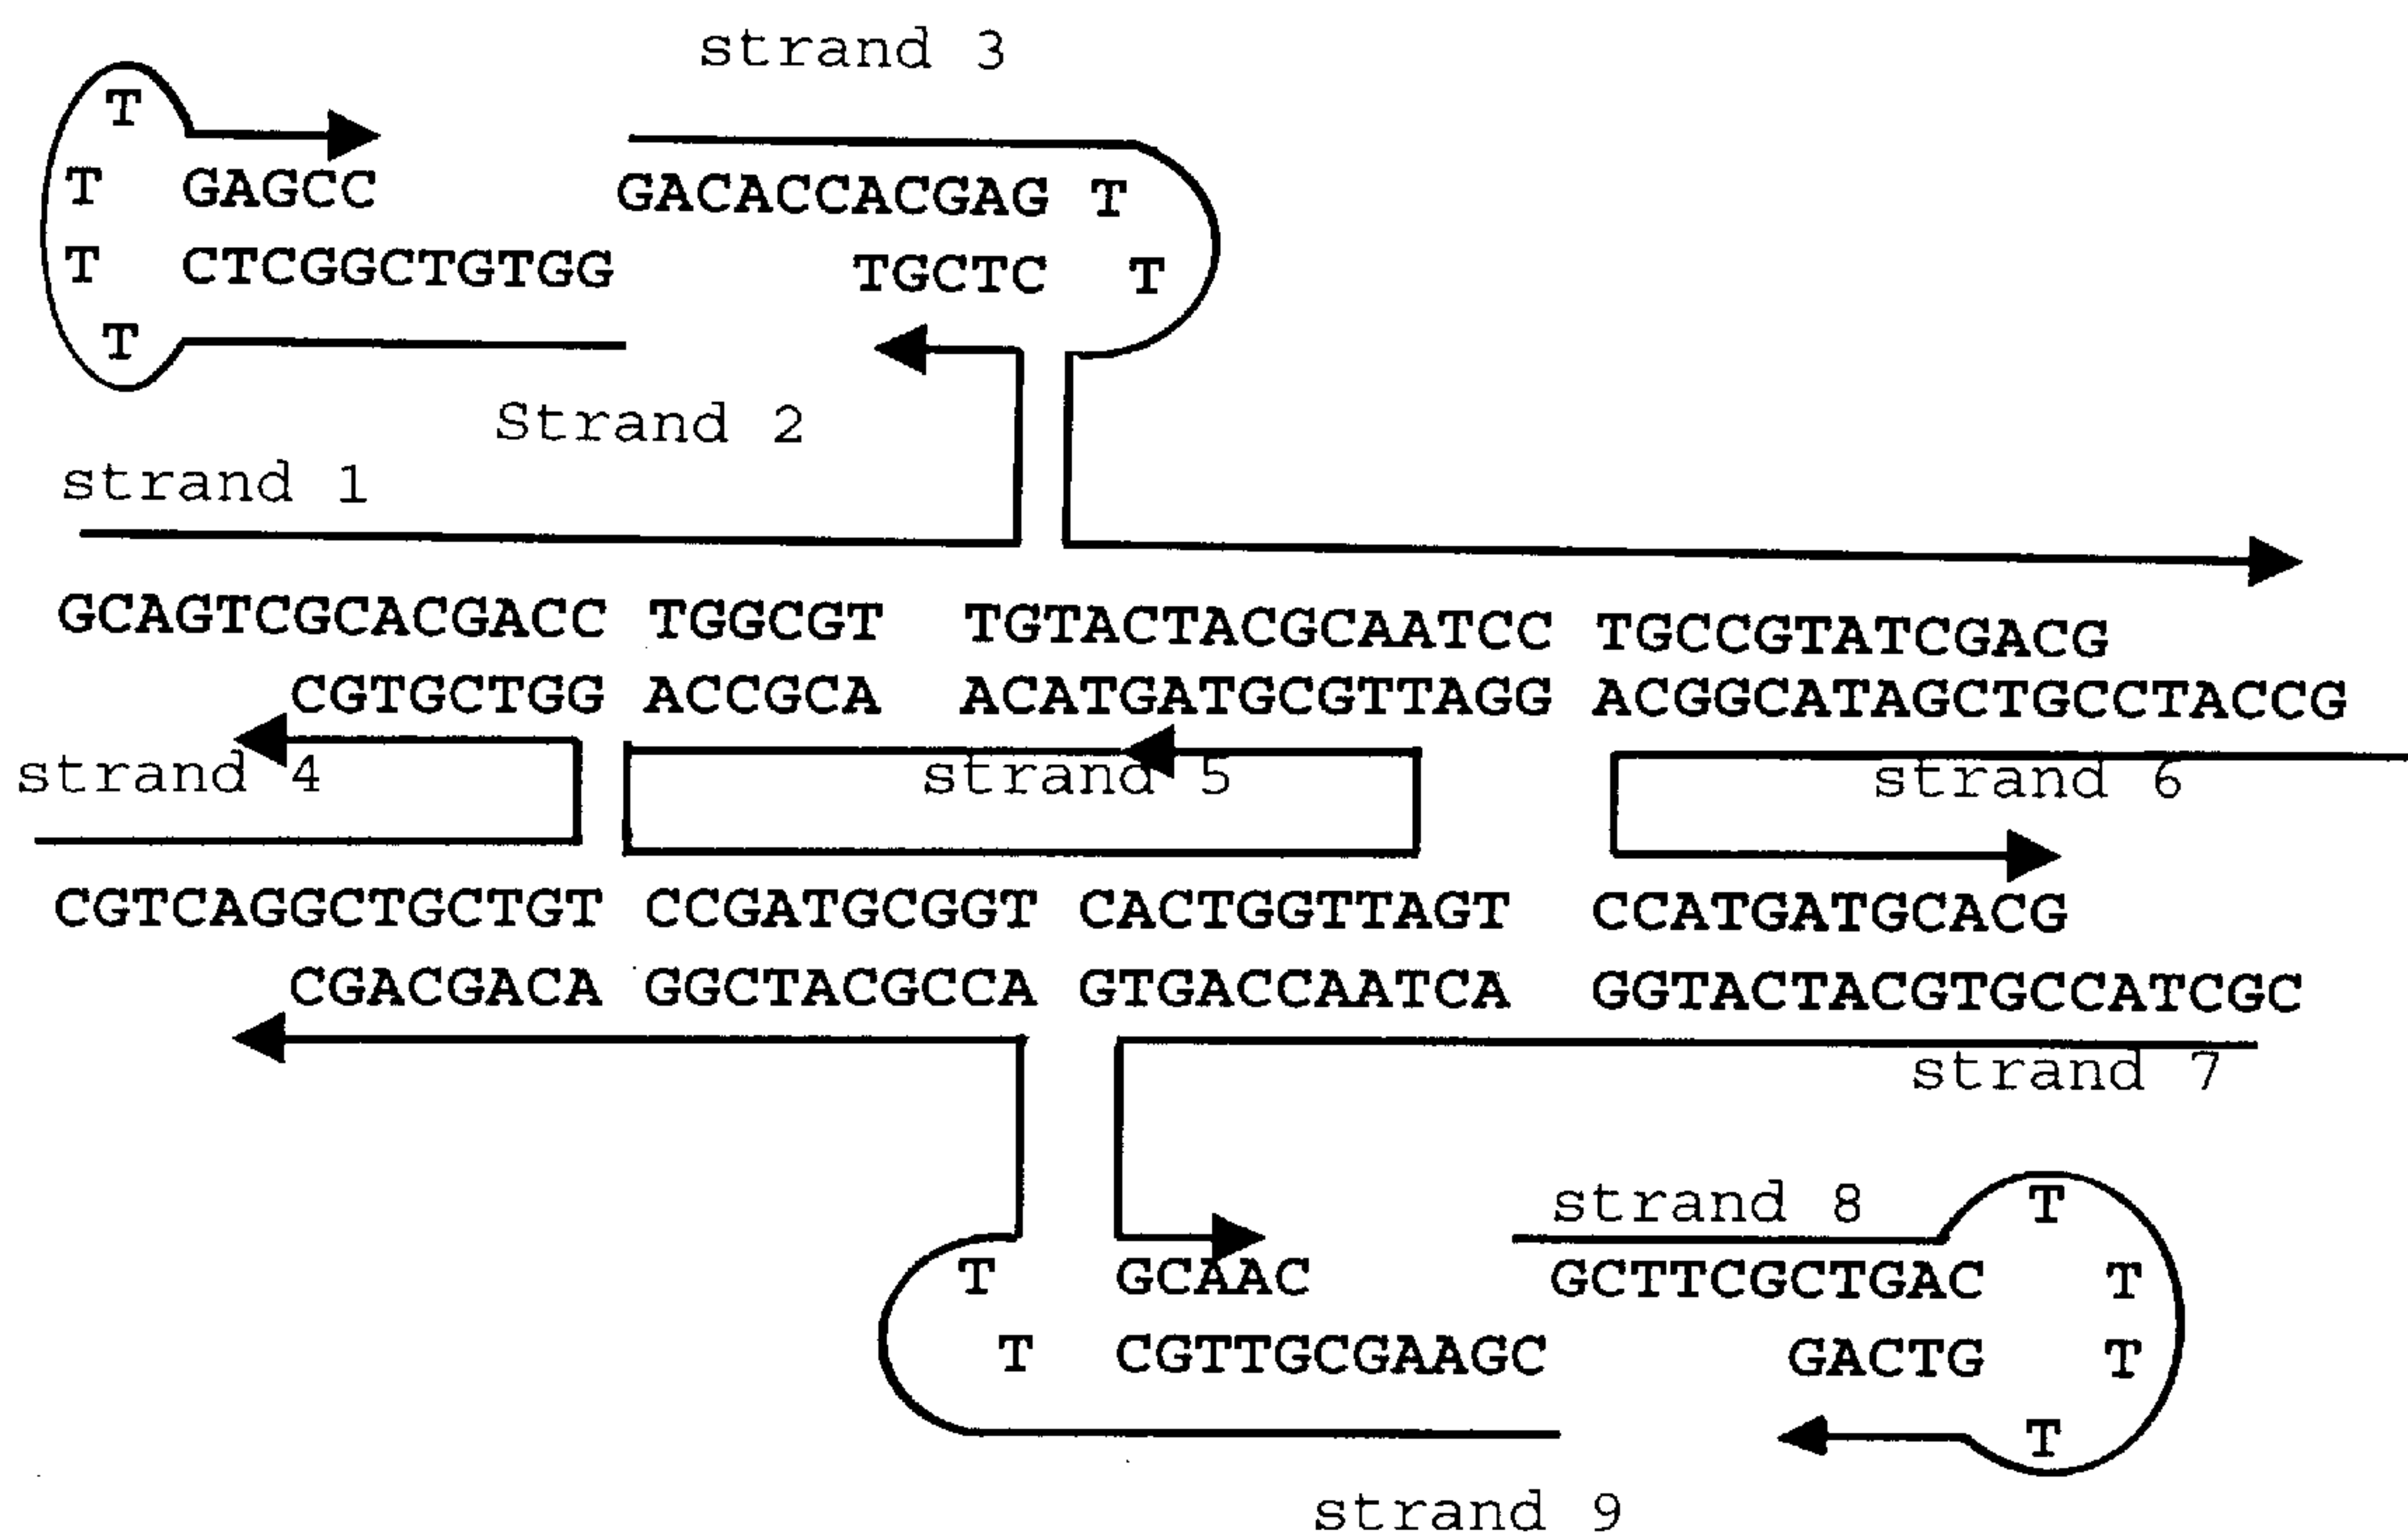 strand 3
T
T GAGCC GACACCACGAG T
T CTCGGCTGTGG TGCTC T
T
Strand 2
strand 1
GCAGTCGCACGACC TGGCGT TGTACTACGCAATCC TGCCGTATCGACG
CGTGCTGG ACCGCA ACATGATGCGTTAGG ACGGCATAGCTGCCTACCG
strand 4 strand 5 strand 6
CGTCAGGCTGCTGT CCGATGCGGT CACTGGTTAGT CCATGATGCACG
CGACGACA GGCTACGCCA GTGACCAATCA GGTACTACGTGCCATCGC
strand 7
strand 8 T
T GCAAC GCTTCGCTGAC T
T CGTTGCGAAGC GACTG T
T
strand 9